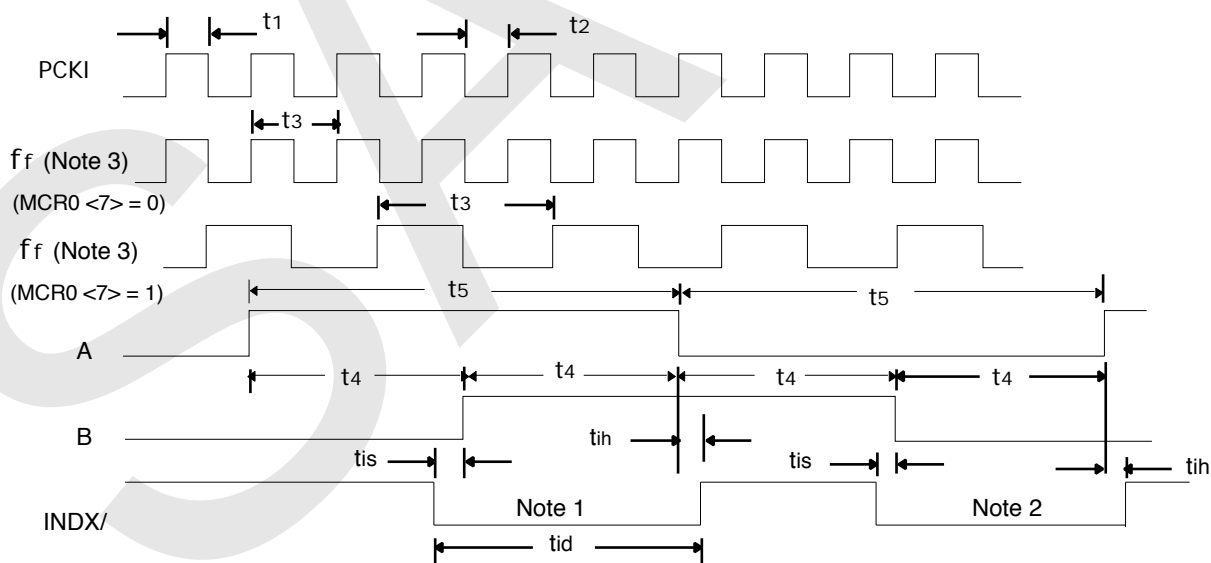 t1 t2
PCKI
t3
ff (Note 3)
(MCR0 <7> = 0)
t3
ff (Note 3)
(MCR0 <7> = 1)
t5 t5
A
t4 t4 t4 t4
B
tih
tis tis tih
Note 1 Note 2
INDX/
tid